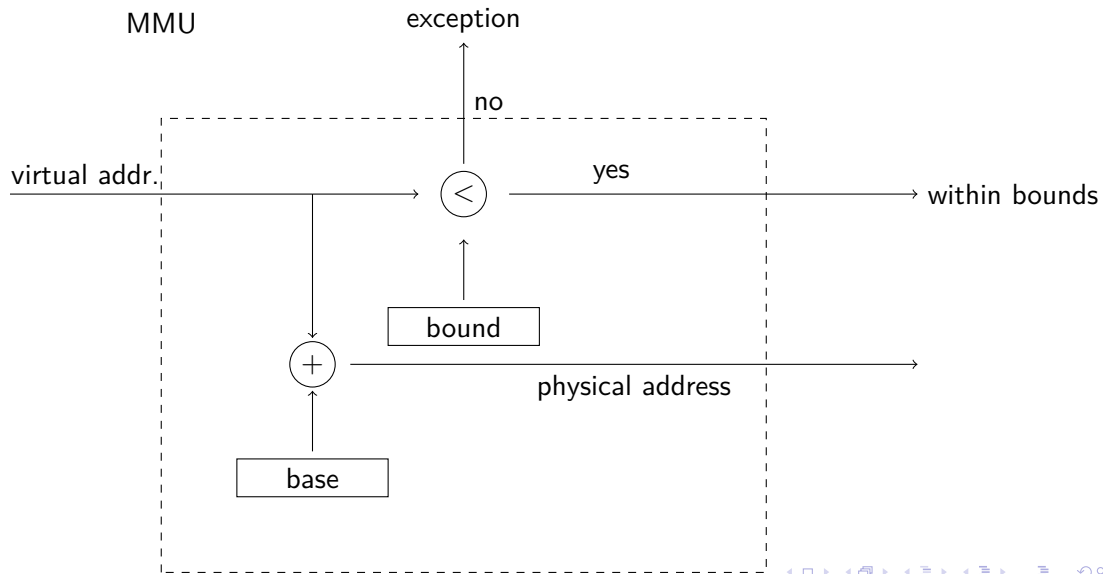 MMU
exception
no
virtual addr.
<
yes
within bounds
bound
+
physical address
base